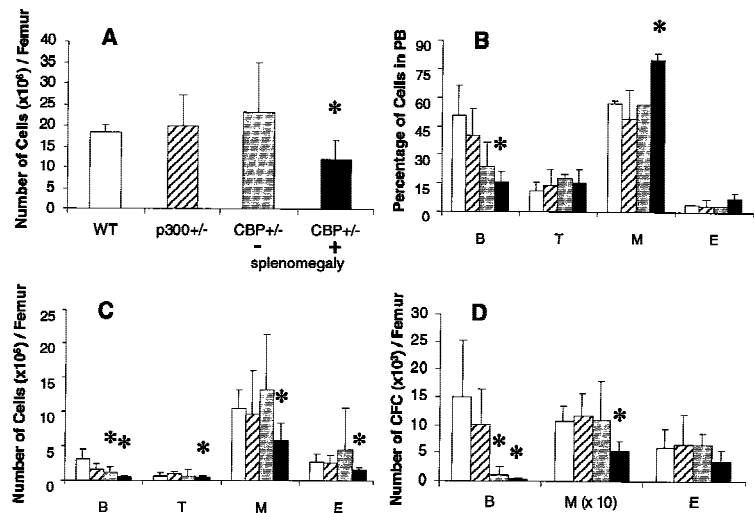 A
Number of Cells (x10⁶) / Femur
40
35
30
25
20
15
10
5
0
*
WT p300+/- CBP+/- CBP+/-
- +
splenomegaly
B
Percentage of Cells in PB
90
75
60
45
30
15
0
* *
B T M E
C
Number of Cells (x10⁶) / Femur
25
20
15
10
5
0
* * * * *
B T M E
D
Number of CFC (x10³) / Femur
30
25
20
15
10
5
0
* * *
B M (x 10) E